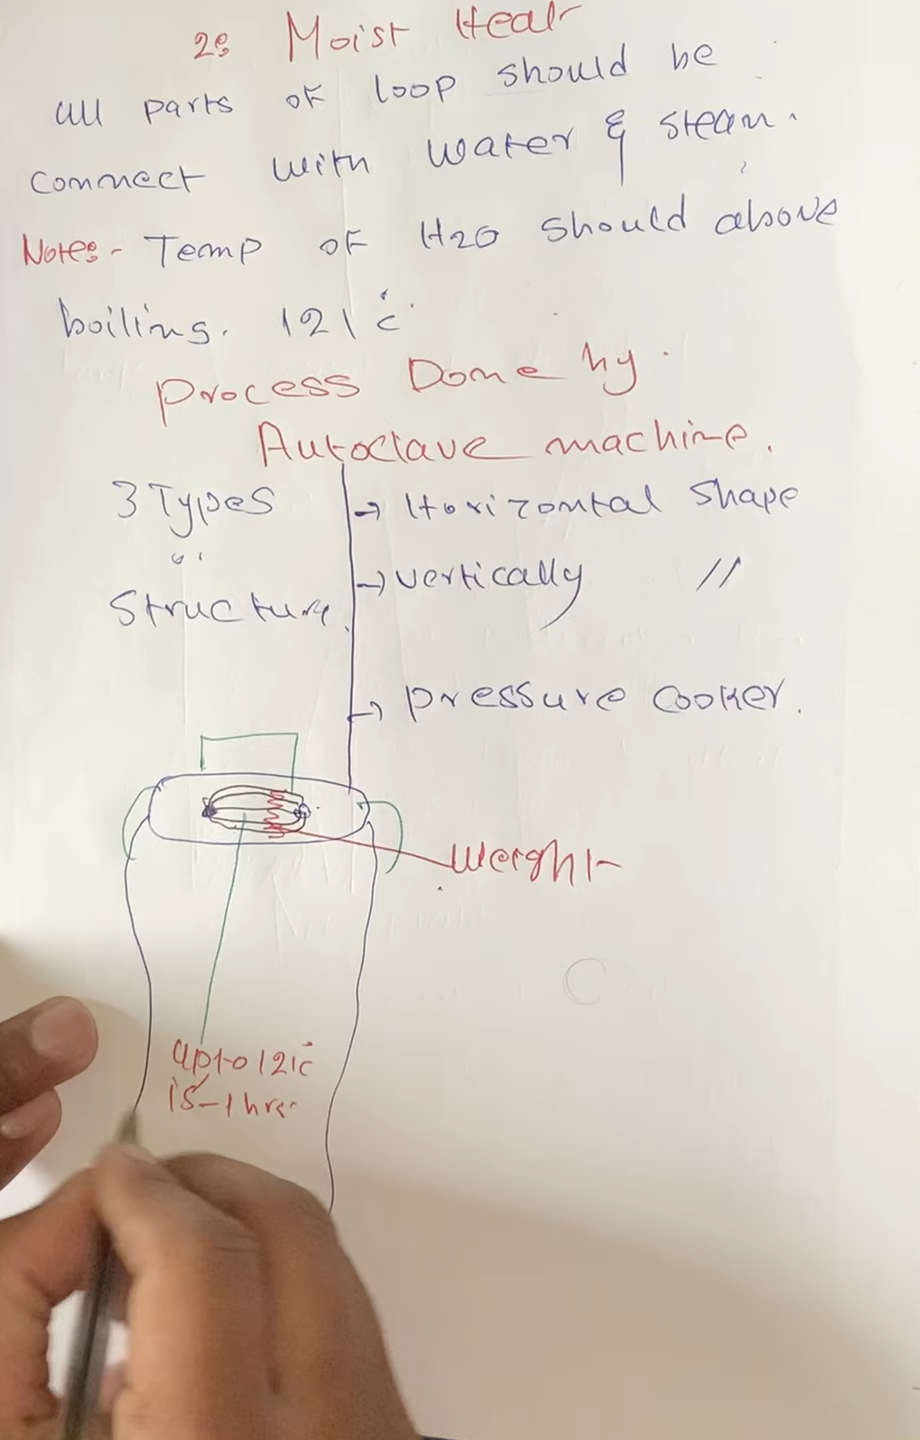 2: Moist Heat
all parts of loop should be
connect with water & steam.
Notes:- Temp of H2O should above
boiling. 121°c
Process Done by.
Autoclave machine.
3 Types
Structure.
→ Horizontal shape
→ vertically //
→ pressure cooker.
weight
upto 121°c
15-1 hrs.